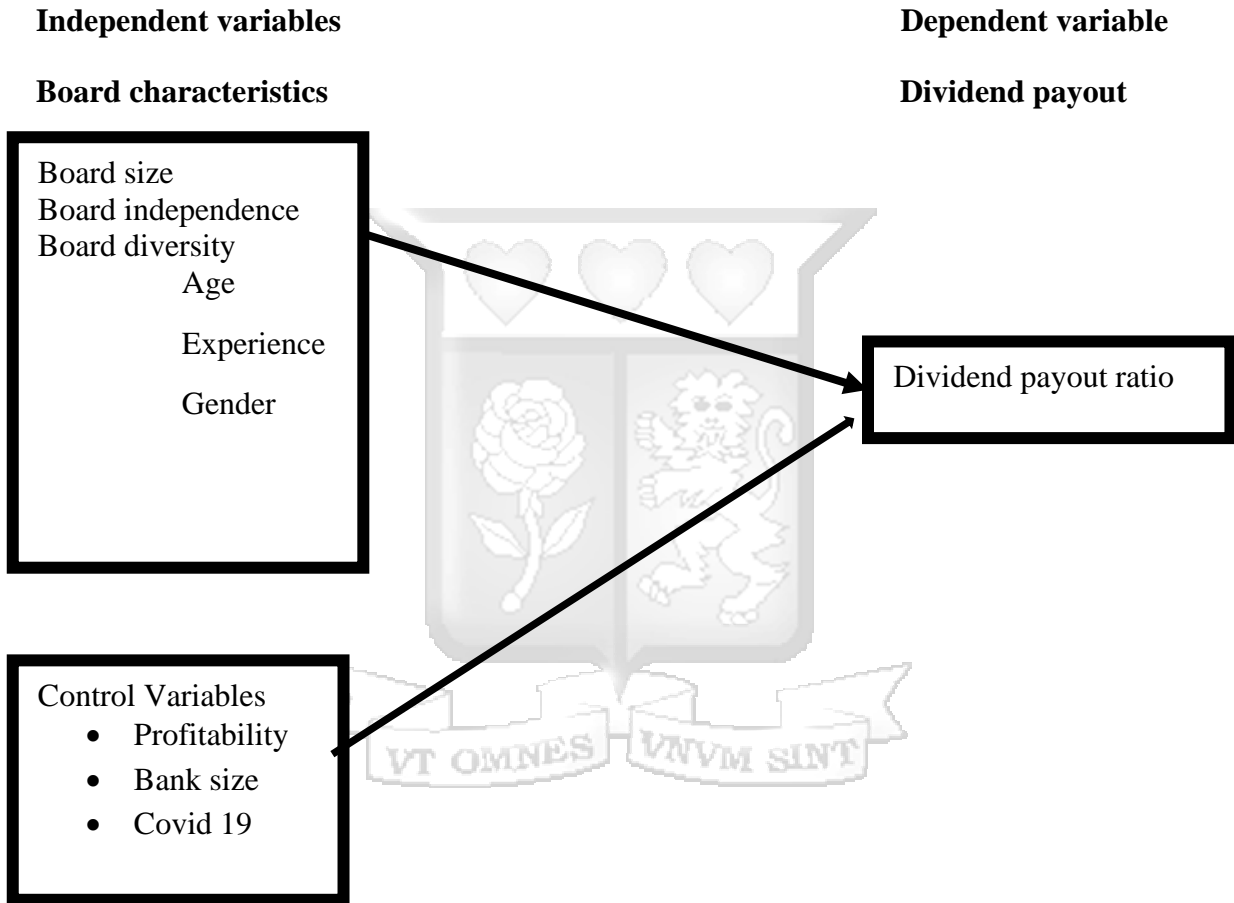 Independent variables
Dependent variable
Board characteristics
Dividend payout
Board size
Board independence
Board diversity
Age
Experience
Gender
Dividend payout ratio
Control Variables
• Profitability
• Bank size
• Covid 19
VT OMNES VNVM SINT